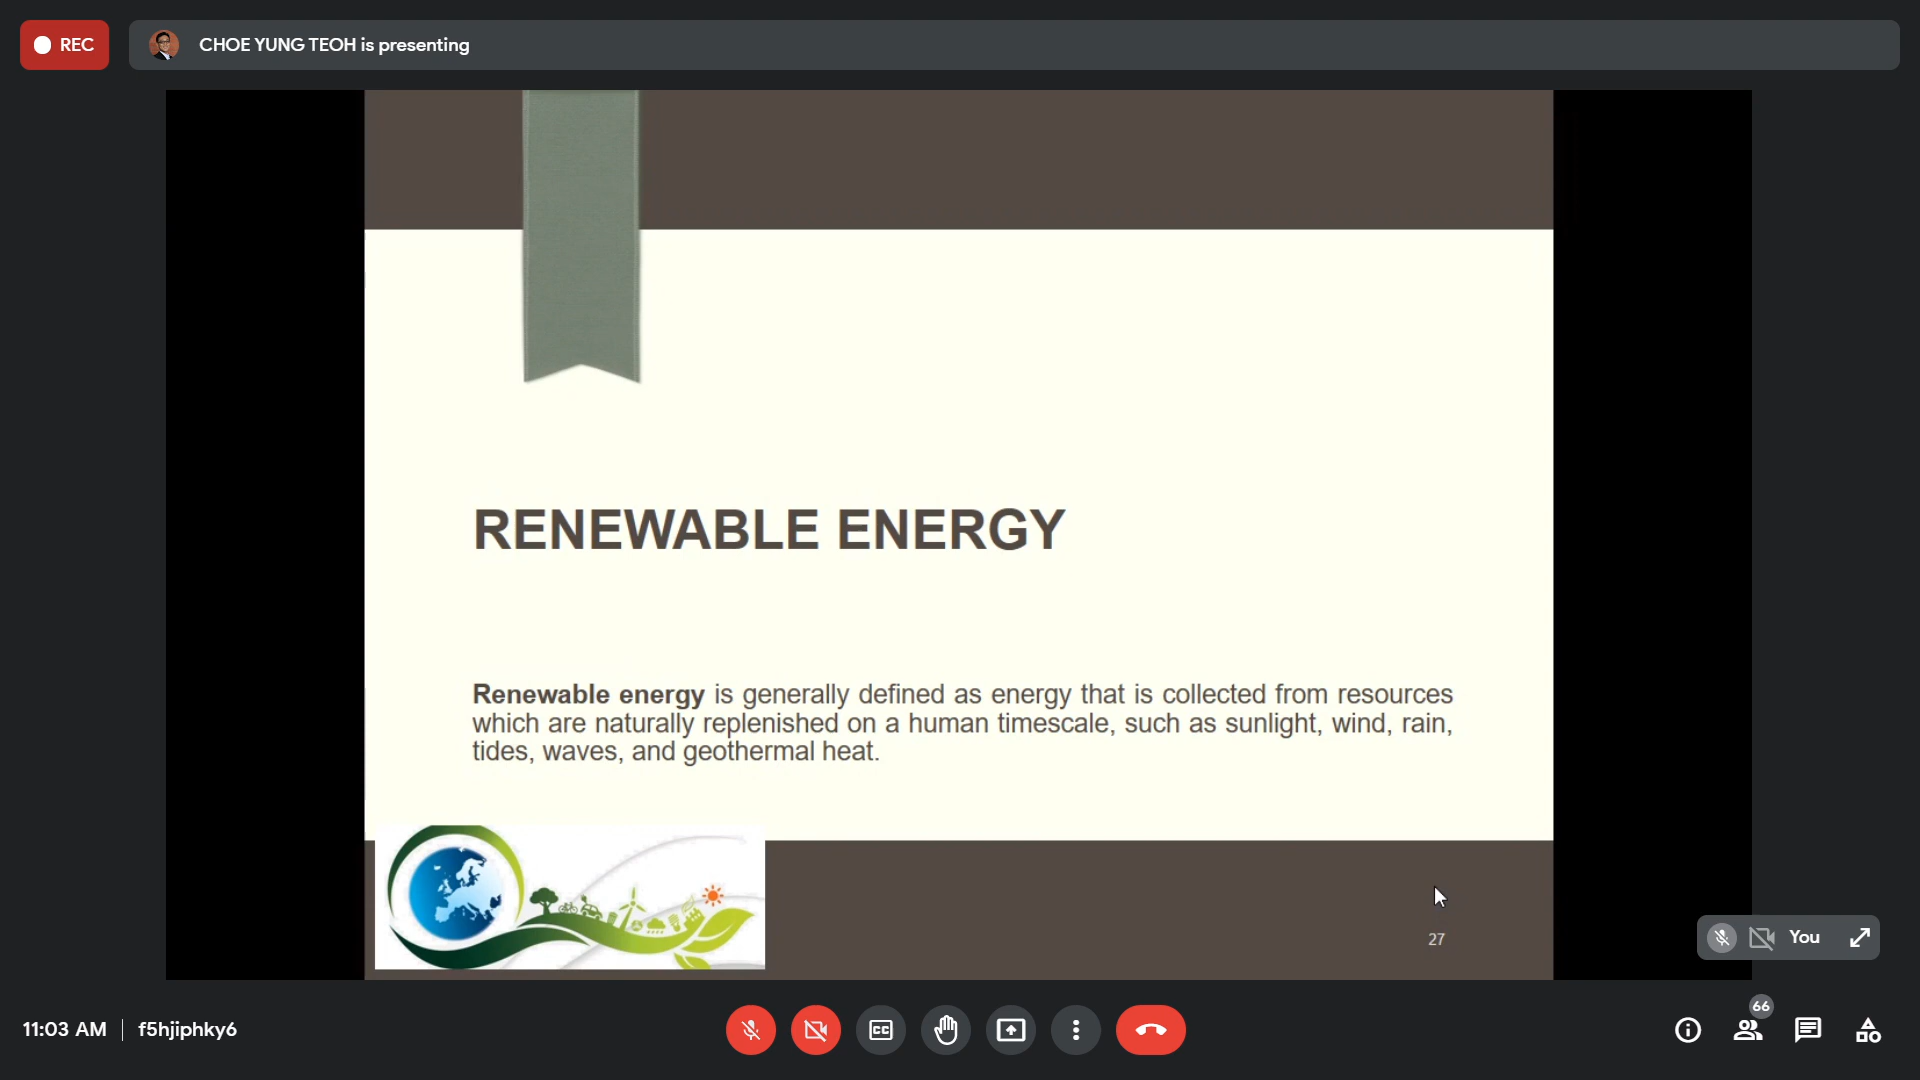 REC
CHOE YUNG TEOH is presenting
RENEWABLE ENERGY
Renewable energy is generally defined as energy that is collected from resources
which are naturally replenished on a human timescale, such as sunlight, wind, rain,
tides, waves, and geothermal heat.
27
You
11:03 AM | f5hjiphky6
CC
66